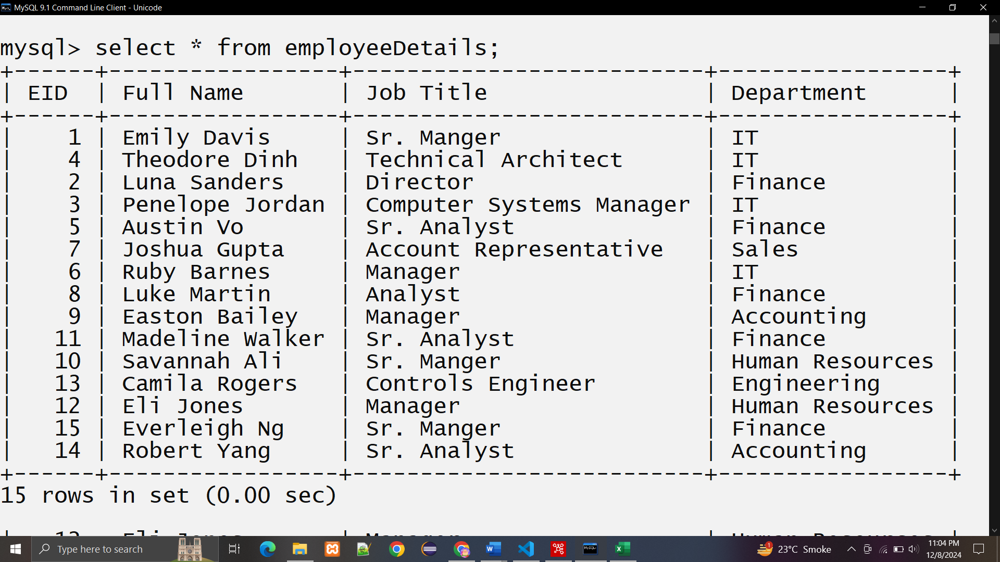 MySQL 9.1 Command Line Client - Unicode
mysql> select * from employeeDetails;
+------+-----------------+--------------------------+-----------------+
| EID  | Full Name       | Job Title                | Department      |
+------+-----------------+--------------------------+-----------------+
|    1 | Emily Davis     | Sr. Manger               | IT              |
|    4 | Theodore Dinh   | Technical Architect      | IT              |
|    2 | Luna Sanders    | Director                 | Finance         |
|    3 | Penelope Jordan | Computer Systems Manager | IT              |
|    5 | Austin Vo       | Sr. Analyst              | Finance         |
|    7 | Joshua Gupta    | Account Representative   | Sales           |
|    6 | Ruby Barnes     | Manager                  | IT              |
|    8 | Luke Martin     | Analyst                  | Finance         |
|    9 | Easton Bailey   | Manager                  | Accounting      |
|   11 | Madeline Walker | Sr. Analyst              | Finance         |
|   10 | Savannah Ali    | Sr. Manger               | Human Resources |
|   13 | Camila Rogers   | Controls Engineer        | Engineering     |
|   12 | Eli Jones       | Manager                  | Human Resources |
|   15 | Everleigh Ng    | Sr. Manger               | Finance         |
|   14 | Robert Yang     | Sr. Analyst              | Accounting      |
+------+-----------------+--------------------------+-----------------+
15 rows in set (0.00 sec)
Type here to search
1
23°C Smoke
11:04 PM
12/8/2024